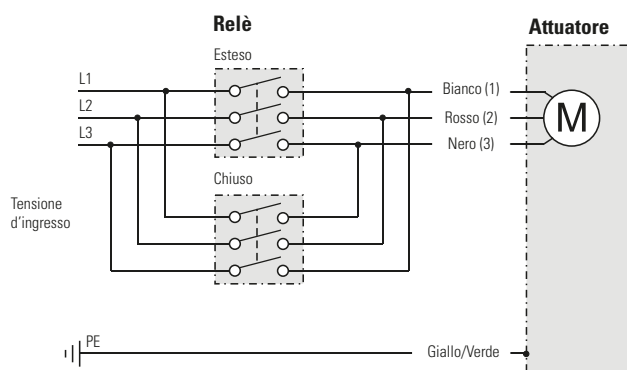 Relè
Attuatore
Esteso
L1
L2
L3
Bianco (1)
Rosso (2)
Nero (3)
M
Chiuso
Tensione
d'ingresso
PE
Giallo/Verde